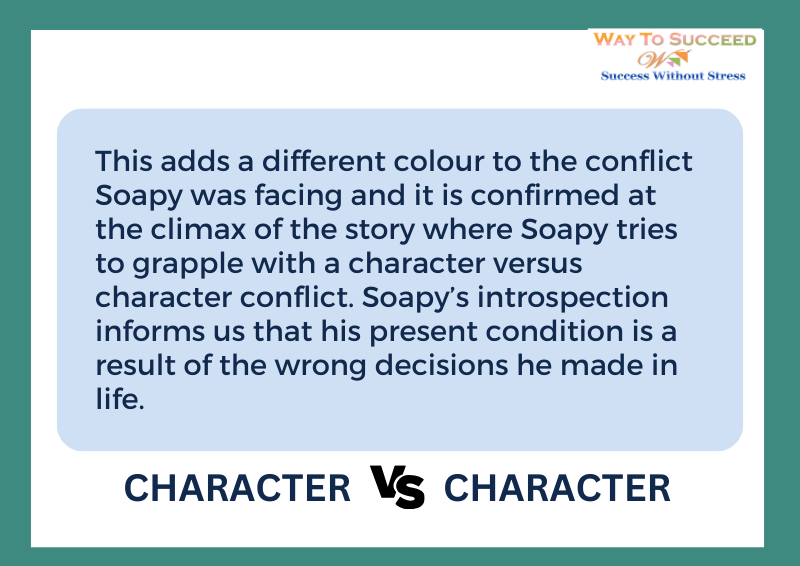 WAY TO SUCCEED
W
Success Without Stress
This adds a different colour to the conflict
Soapy was facing and it is confirmed at
the climax of the story where Soapy tries
to grapple with a character versus
character conflict. Soapy’s introspection
informs us that his present condition is a
result of the wrong decisions he made in
life.
CHARACTER VS CHARACTER